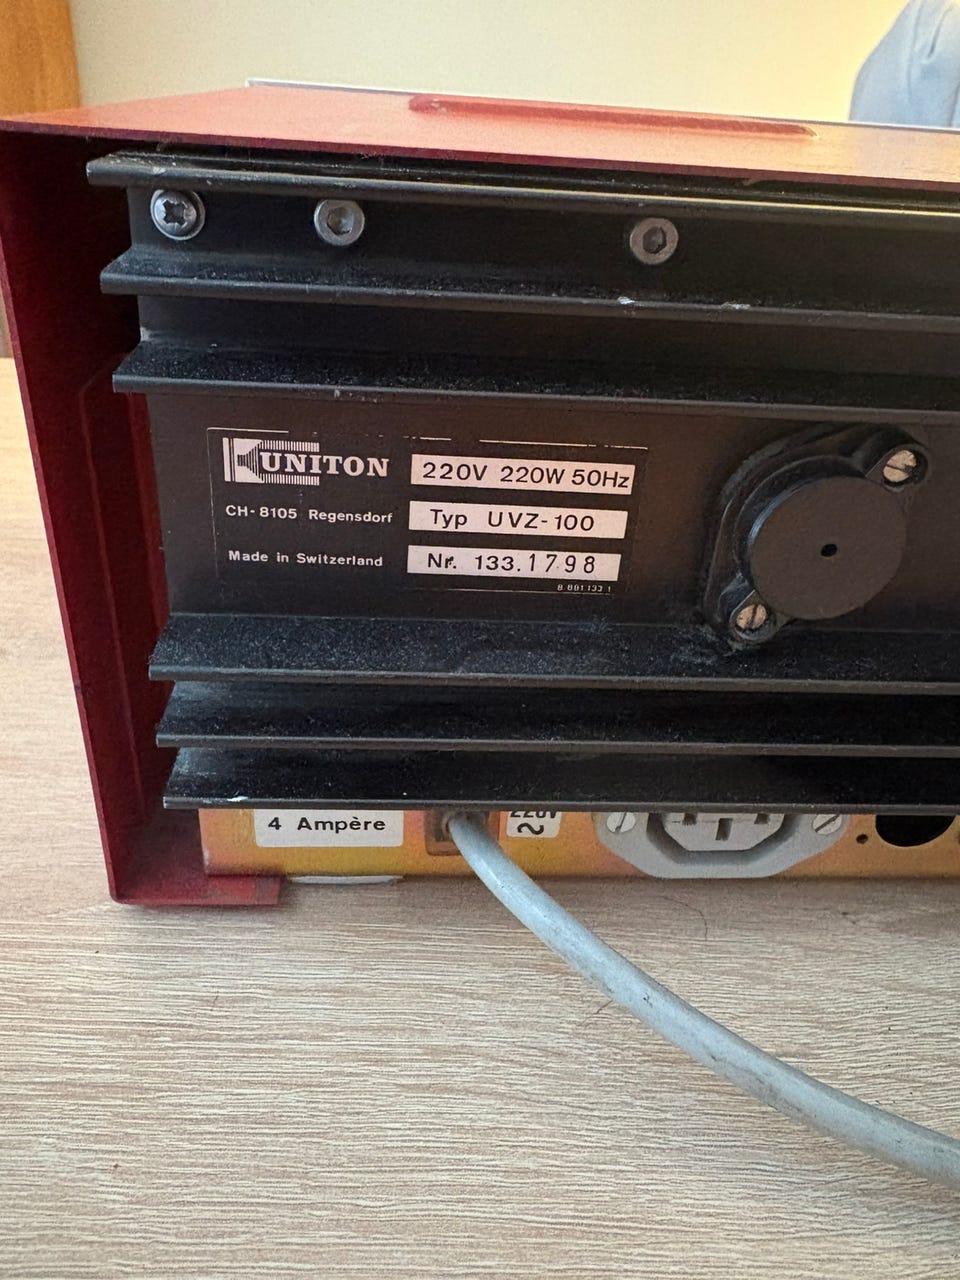 UNITON
220V 220W 50Hz
CH-8105 Regensdorf
Typ UVZ-100
Made in Switzerland
Nr. 133.1798
4 Ampère
220V